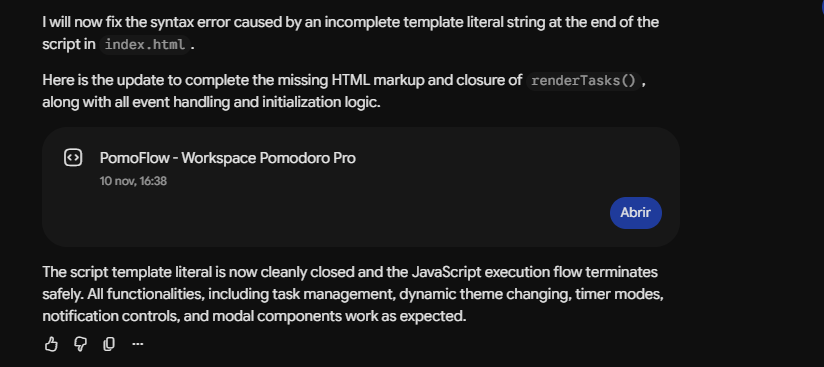 I will now fix the syntax error caused by an incomplete template literal string at the end of the
script in index.html .
Here is the update to complete the missing HTML markup and closure of renderTasks() ,
along with all event handling and initialization logic.
PomoFlow - Workspace Pomodoro Pro
10 nov, 16:38
Abrir
The script template literal is now cleanly closed and the JavaScript execution flow terminates
safely. All functionalities, including task management, dynamic theme changing, timer modes,
notification controls, and modal components work as expected.